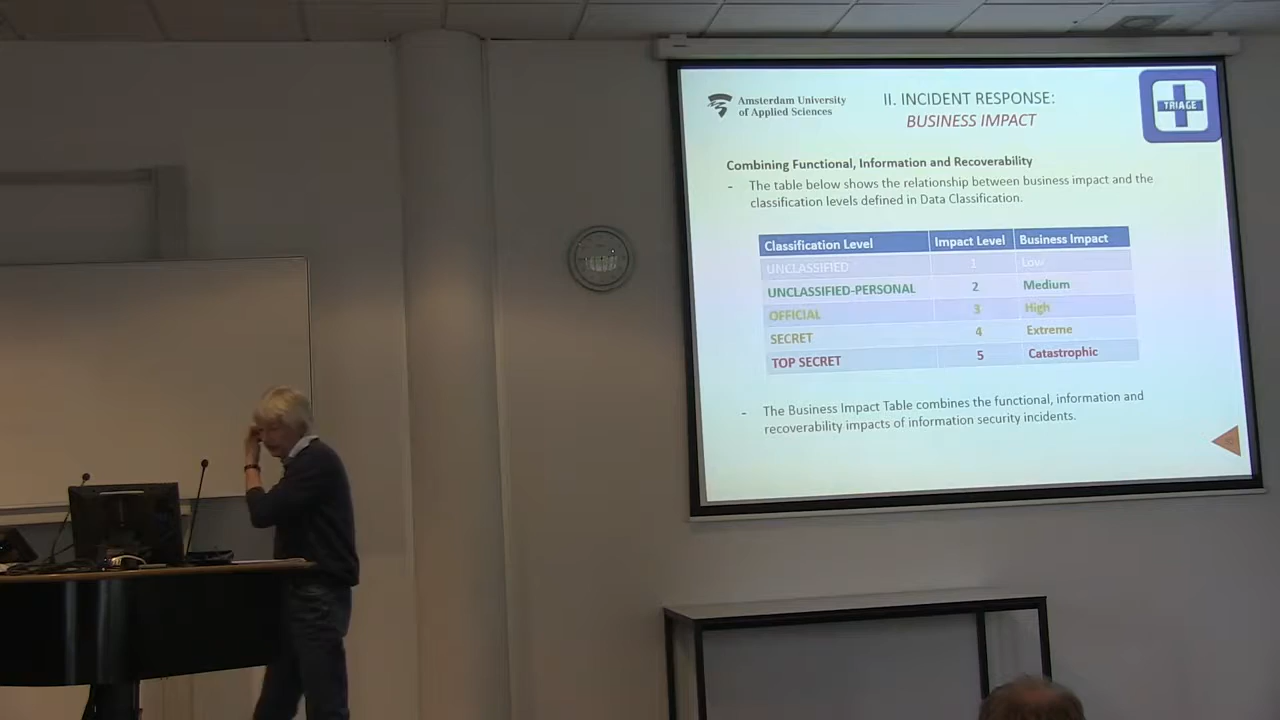 Amsterdam University
of Applied Sciences
II. INCIDENT RESPONSE:
BUSINESS IMPACT
TRIAGE
Combining Functional, Information and Recoverability
- The table below shows the relationship between business impact and the
classification levels defined in Data Classification.
Classification Level Impact Level Business Impact
UNCLASSIFIED 1 Low
UNCLASSIFIED-PERSONAL 2 Medium
OFFICIAL 3 High
SECRET 4 Extreme
TOP SECRET 5 Catastrophic
- The Business Impact Table combines the functional, information and
recoverability impacts of information security incidents.